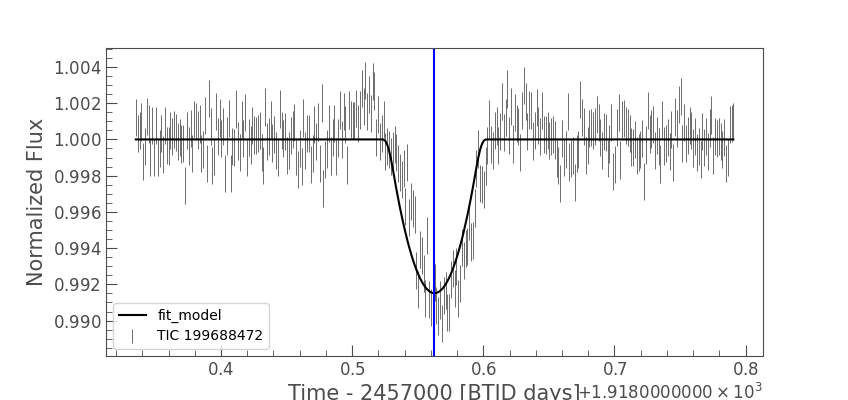 1.004
1.002
1.000
0.998
0.996
0.994
0.992
0.990
Normalized Flux
fit_model
TIC 199688472
0.4 0.5 0.6 0.7 0.8
Time - 2457000 [BTJD days]
+1.9180000000 × 10³